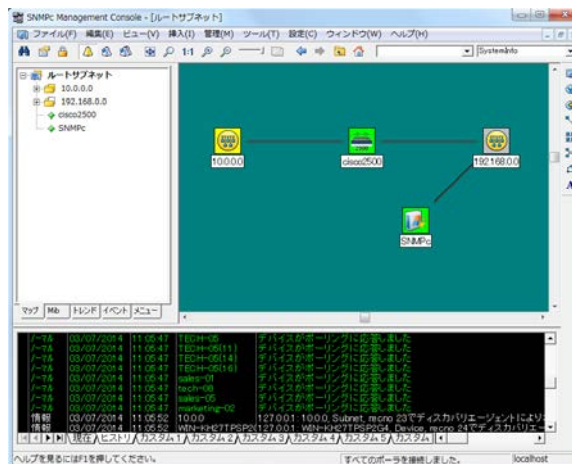 SNMPc Management Console - [ルートサブネット]
ファイル(F) 編集(E) ビュー(V) 挿入(I) 管理(M) ツール(T) 設定(C) ウィンドウ(W) ヘルプ(H)
1:1 SystemInfo
ルートサブネット
10.0.0.0
192.168.0.0
cisco2500
SNMPc
10.0.0.0
cisco2500
192.168.0.0
SNMPc
マップ Mib トレンド イベント メニュー
ノーマル 03/07/2014 11:05:47 TECH-05 デバイスがポーリングに応答しました
ノーマル 03/07/2014 11:05:47 TECH-05(11) デバイスがポーリングに応答しました
ノーマル 03/07/2014 11:05:47 TECH-05(14) デバイスがポーリングに応答しました
ノーマル 03/07/2014 11:05:47 TECH-05(16) デバイスがポーリングに応答しました
ノーマル 03/07/2014 11:05:47 sales-01 デバイスがポーリングに応答しました
ノーマル 03/07/2014 11:05:47 tech-08 デバイスがポーリングに応答しました
ノーマル 03/07/2014 11:05:47 sales-05 デバイスがポーリングに応答しました
ノーマル 03/07/2014 11:05:47 marketing-02 デバイスがポーリングに応答しました
情報 03/07/2014 11:05:52 10.0.0 127.0.0.1: 10.0.0, Subnet, recno 23でディスカバリエージェントにより
情報 03/07/2014 11:05:52 WIN-KH27TPSP2 127.0.0.1: WIN-KH27TPSP2G4, Device, recno 24でディスカバリエー
現在 ヒストリ カスタム 1 カスタム 2 カスタム 3 カスタム 4 カスタム 5 カスタム
ヘルプを見るにはF1を押してください。 すべてのポーラを接続しました。 localhost